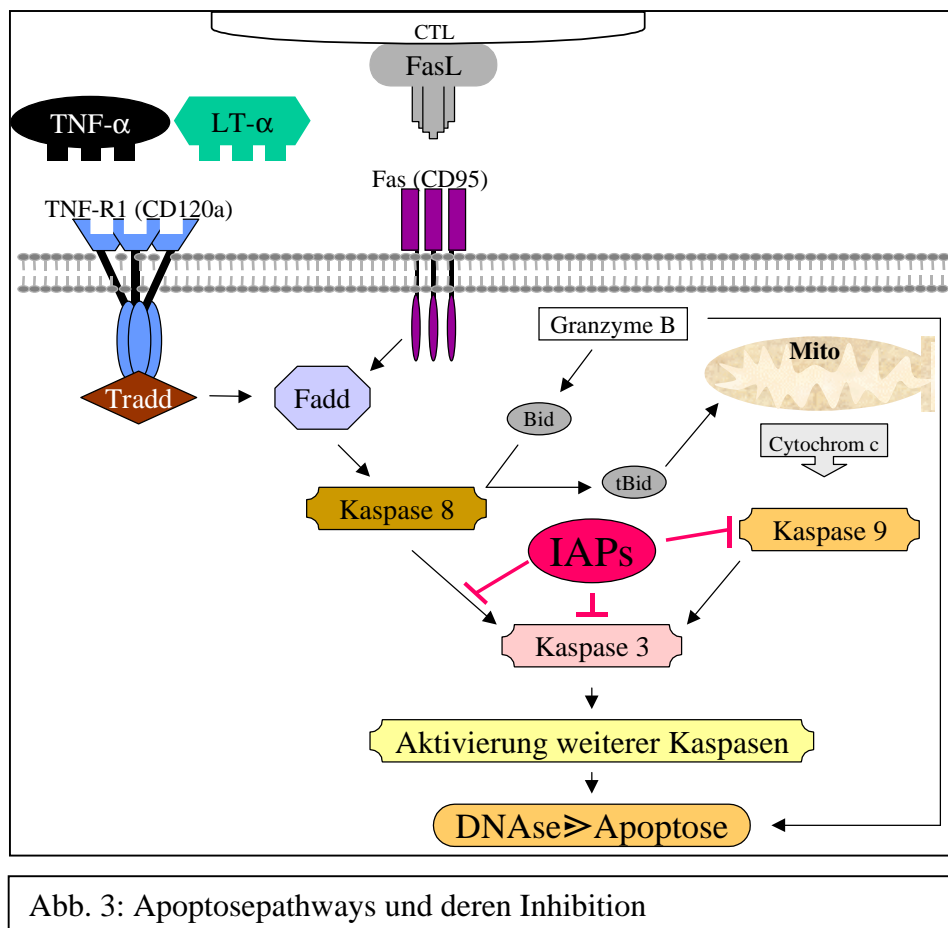 CTL
FasL
TNF-α
LT-α
Fas (CD95)
TNF-R1 (CD120a)
Granzyme B
Mito
Tradd
Fadd
Bid
Cytochrom c
tBid
Kaspase 8
Kaspase 9
IAPs
Kaspase 3
Aktivierung weiterer Kaspasen
DNAse⪢Apoptose
Abb. 3: Apoptosepathways und deren Inhibition